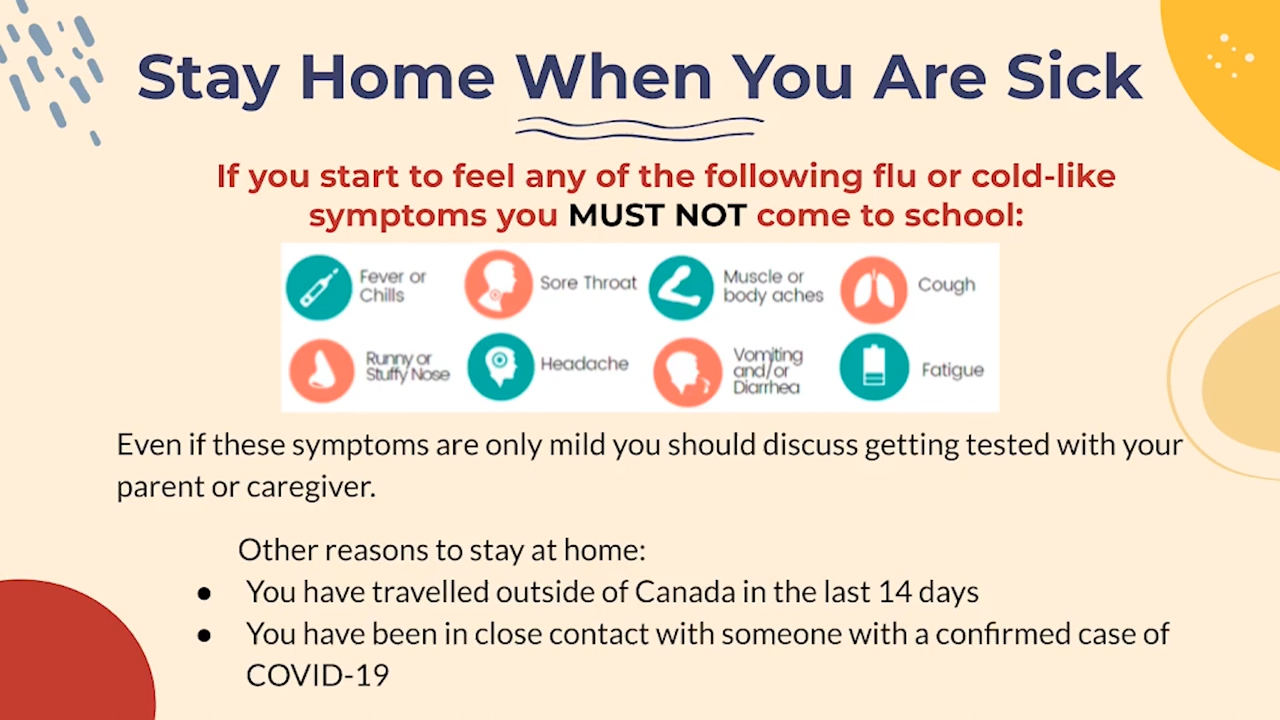 Stay Home When You Are Sick
If you start to feel any of the following flu or cold-like
symptoms you MUST NOT come to school:
Fever or
Chills
Sore Throat
Muscle or
body aches
Cough
Runny or
Stuffy Nose
Headache
Vomiting
and/or
Diarrhea
Fatigue
Even if these symptoms are only mild you should discuss getting tested with your
parent or caregiver.
Other reasons to stay at home:
● You have travelled outside of Canada in the last 14 days
● You have been in close contact with someone with a confirmed case of
COVID-19